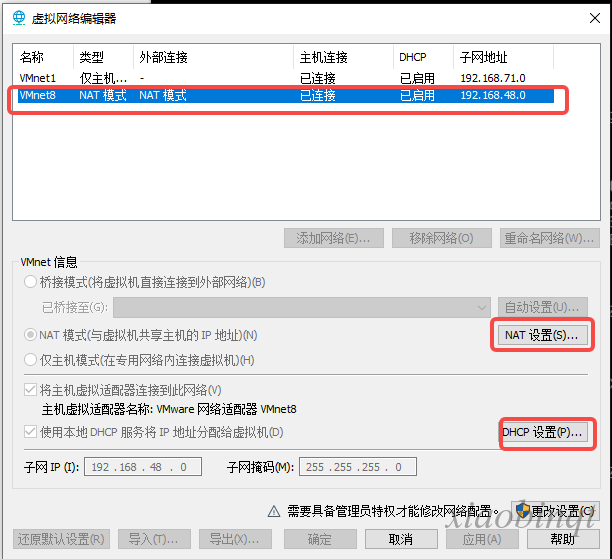 虚拟网络编辑器
名称 类型 外部连接 主机连接 DHCP 子网地址
VMnet1 仅主机... - 已连接 已启用 192.168.71.0
VMnet8 NAT 模式 NAT 模式 已连接 已启用 192.168.48.0
添加网络(E)... 移除网络(O) 重命名网络(W)...
VMnet 信息
桥接模式(将虚拟机直接连接到外部网络)(B)
已桥接至(G): 自动设置(U)...
NAT 模式(与虚拟机共享主机的 IP 地址)(N) NAT 设置(S)...
仅主机模式(在专用网络内连接虚拟机)(H)
将主机虚拟适配器连接到此网络(V)
主机虚拟适配器名称: VMware 网络适配器 VMnet8
使用本地 DHCP 服务将 IP 地址分配给虚拟机(D) DHCP 设置(P)...
子网 IP (I): 192 . 168 . 48 . 0 子网掩码(M): 255 . 255 . 255 . 0
需要具备管理员特权才能修改网络配置。 更改设置(C)
xiaobinqt
还原默认设置(R) 导入(T)... 导出(X)... 确定 取消 应用(A) 帮助